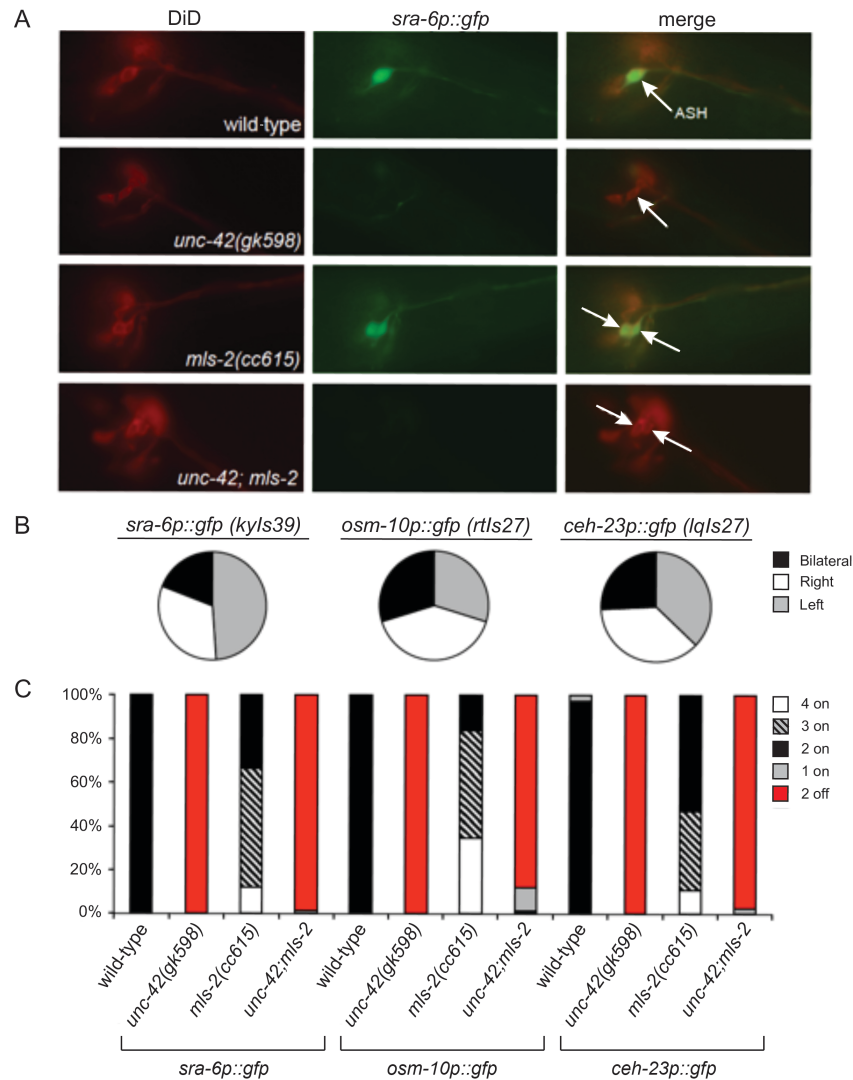 A
DiD sra-6p::gfp merge
wild-type
ASH
unc-42(gk598)
mls-2(cc615)
unc-42; mls-2
B
sra-6p::gfp (kyIs39) osm-10p::gfp (rtIs27) ceh-23p::gfp (lqIs27)
Bilateral
Right
Left
C
100%
80%
60%
40%
20%
0%
4 on
3 on
2 on
1 on
2 off
wild-type unc-42(gk598) mls-2(cc615) unc-42;mls-2 wild-type unc-42(gk598) mls-2(cc615) unc-42;mls-2 wild-type unc-42(gk598) mls-2(cc615) unc-42;mls-2
sra-6p::gfp osm-10p::gfp ceh-23p::gfp